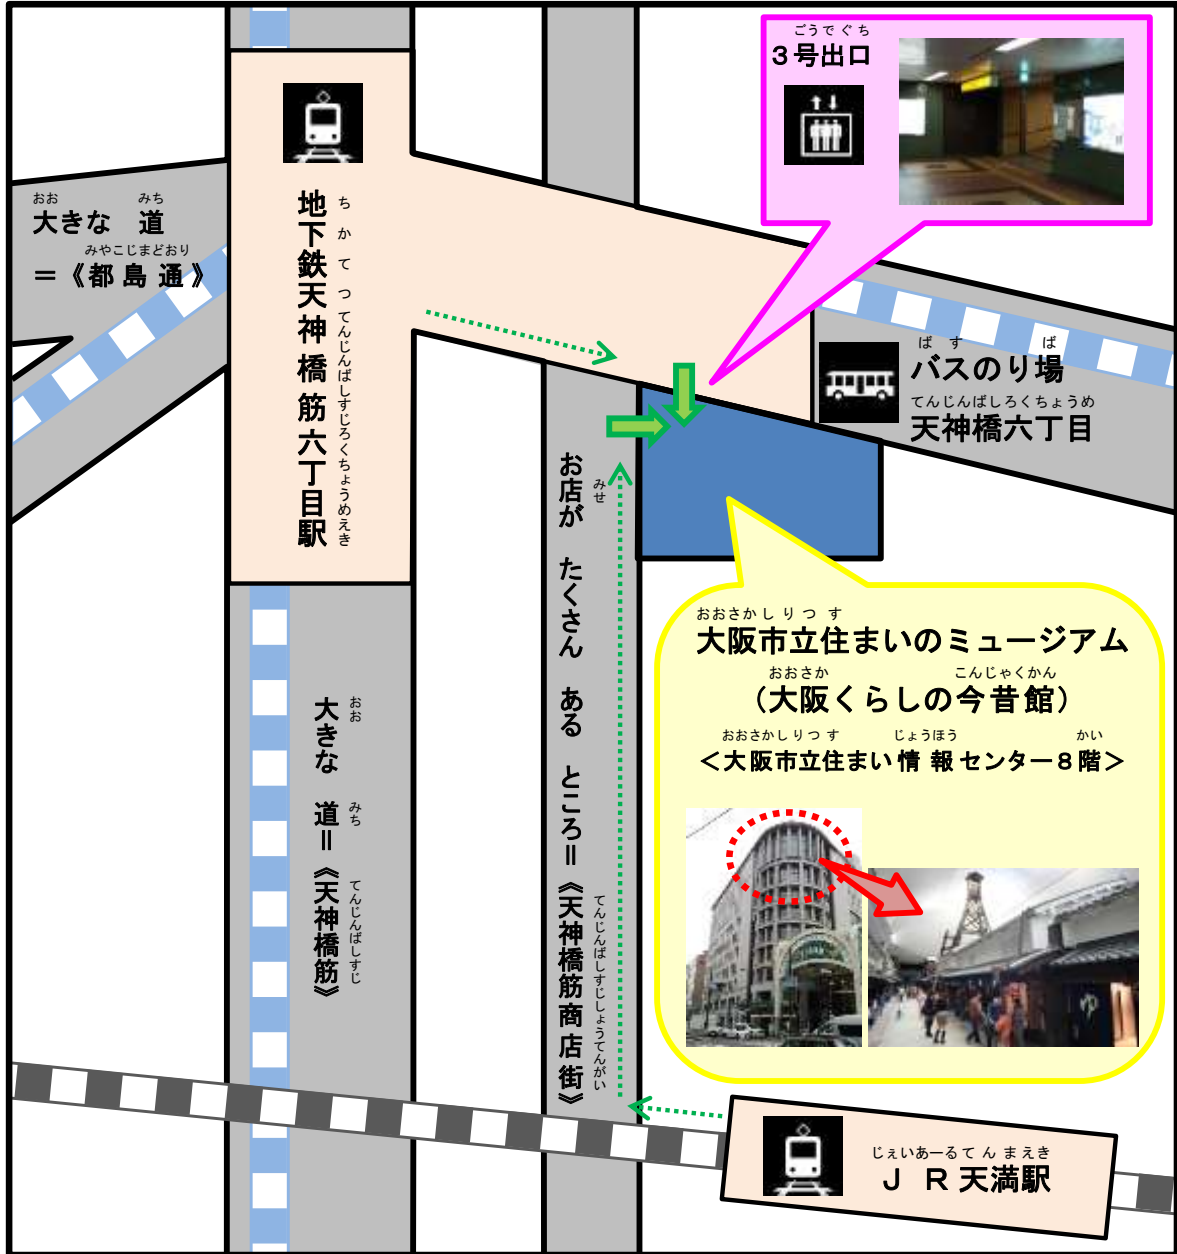 ごうでぐち
3号出口
おお みち
大きな 道
みやこじまどおり
＝《都島通》
地下鉄天神橋筋六丁目駅
ちかてつてんじんばしすじろくちょうめえき
ばす ば
バスのり場
てんじんばしろくちょうめ
天神橋六丁目
お店が たくさん ある ところ＝《天神橋筋商店街》
みせ てんじんばしすじしょうてんがい
おおさかしりつす
大阪市立住まいのミュージアム
おおさか こんじゃくかん
（大阪くらしの今昔館）
おおさかしりつす じょうほう かい
＜大阪市立住まい情報センター8階＞
大きな 道＝《天神橋筋》
おお みち てんじんばしすじ
ゆ
じぇいあーるてんまえき
JR天満駅